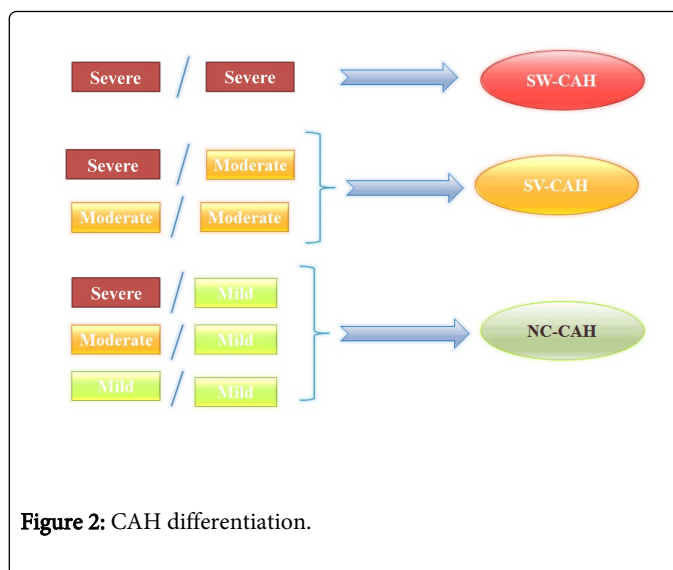 Severe / Severe SW-CAH
Severe / Moderate SV-CAH
Moderate / Moderate
Severe / Mild
Moderate / Mild NC-CAH
Mild / Mild
Figure 2: CAH differentiation.